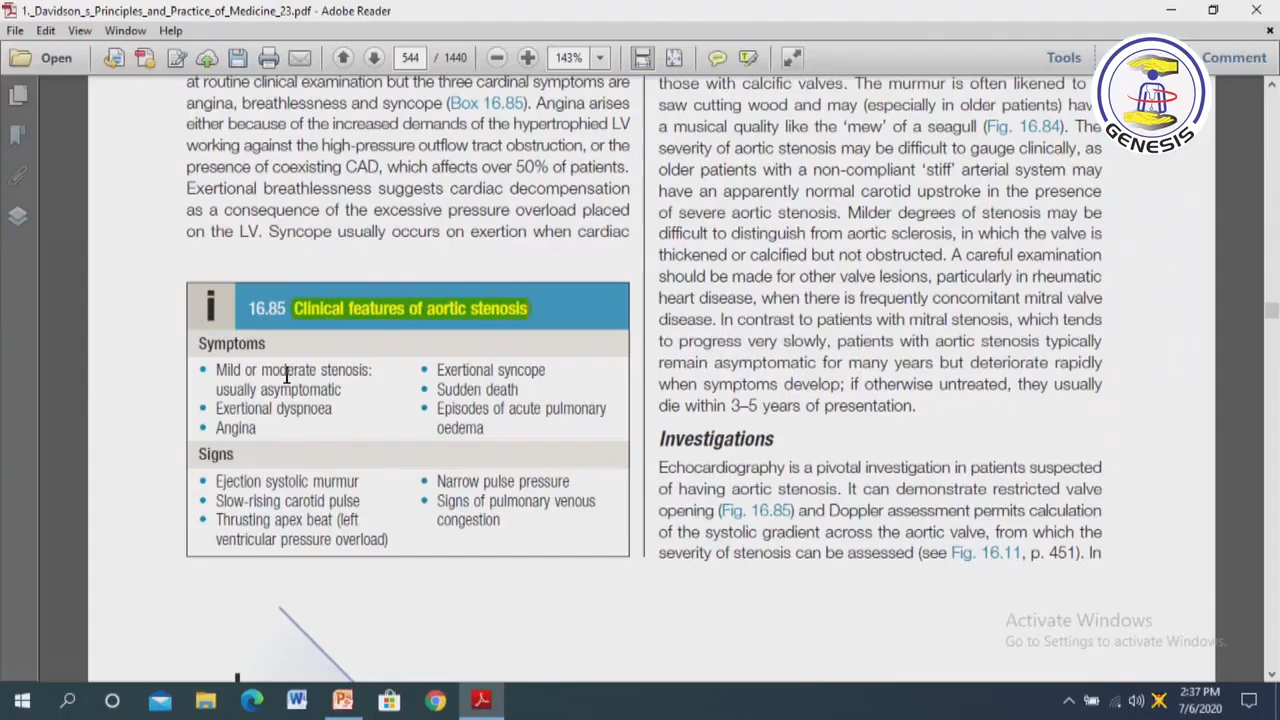 1._Davidson_s_Principles_and_Practice_of_Medicine_23.pdf - Adobe Reader
File Edit View Window Help
Open
544 / 1440
143%
Tools
Comment
GENESIS
at routine clinical examination but the three cardinal symptoms are
angina, breathlessness and syncope (Box 16.85). Angina arises
either because of the increased demands of the hypertrophied LV
working against the high-pressure outflow tract obstruction, or the
presence of coexisting CAD, which affects over 50% of patients.
Exertional breathlessness suggests cardiac decompensation
as a consequence of the excessive pressure overload placed
on the LV. Syncope usually occurs on exertion when cardiac
i 16.85 Clinical features of aortic stenosis
Symptoms
• Mild or moderate stenosis:
usually asymptomatic
• Exertional dyspnoea
• Angina
• Exertional syncope
• Sudden death
• Episodes of acute pulmonary
oedema
Signs
• Ejection systolic murmur
• Slow-rising carotid pulse
• Thrusting apex beat (left
ventricular pressure overload)
• Narrow pulse pressure
• Signs of pulmonary venous
congestion
those with calcific valves. The murmur is often likened to
saw cutting wood and may (especially in older patients) hav
a musical quality like the ‘mew’ of a seagull (Fig. 16.84). The
severity of aortic stenosis may be difficult to gauge clinically, as
older patients with a non-compliant ‘stiff’ arterial system may
have an apparently normal carotid upstroke in the presence
of severe aortic stenosis. Milder degrees of stenosis may be
difficult to distinguish from aortic sclerosis, in which the valve is
thickened or calcified but not obstructed. A careful examination
should be made for other valve lesions, particularly in rheumatic
heart disease, when there is frequently concomitant mitral valve
disease. In contrast to patients with mitral stenosis, which tends
to progress very slowly, patients with aortic stenosis typically
remain asymptomatic for many years but deteriorate rapidly
when symptoms develop; if otherwise untreated, they usually
die within 3–5 years of presentation.
Investigations
Echocardiography is a pivotal investigation in patients suspected
of having aortic stenosis. It can demonstrate restricted valve
opening (Fig. 16.85) and Doppler assessment permits calculation
of the systolic gradient across the aortic valve, from which the
severity of stenosis can be assessed (see Fig. 16.11, p. 451). In
Activate Windows
Go to Settings to activate Windows.
2:37 PM
7/6/2020